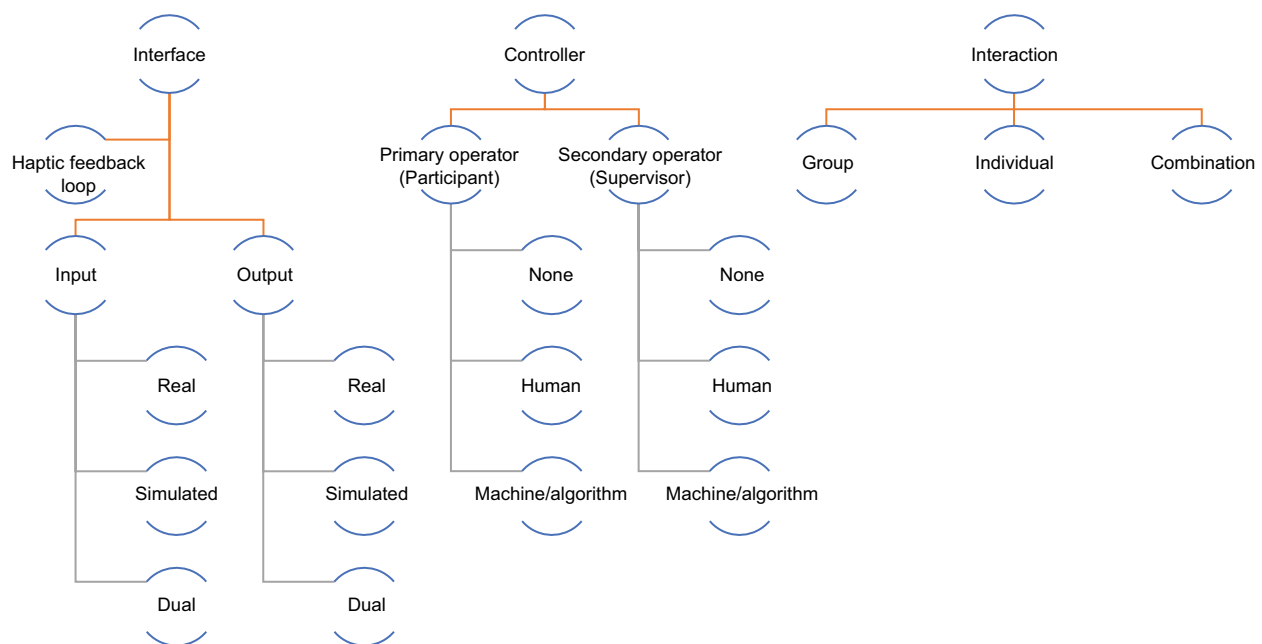 Interface
Haptic feedback
loop
Input
Output
Real
Real
Simulated
Simulated
Dual
Dual
Controller
Primary operator
(Participant)
Secondary operator
(Supervisor)
None
None
Human
Human
Machine/algorithm
Machine/algorithm
Interaction
Group
Individual
Combination